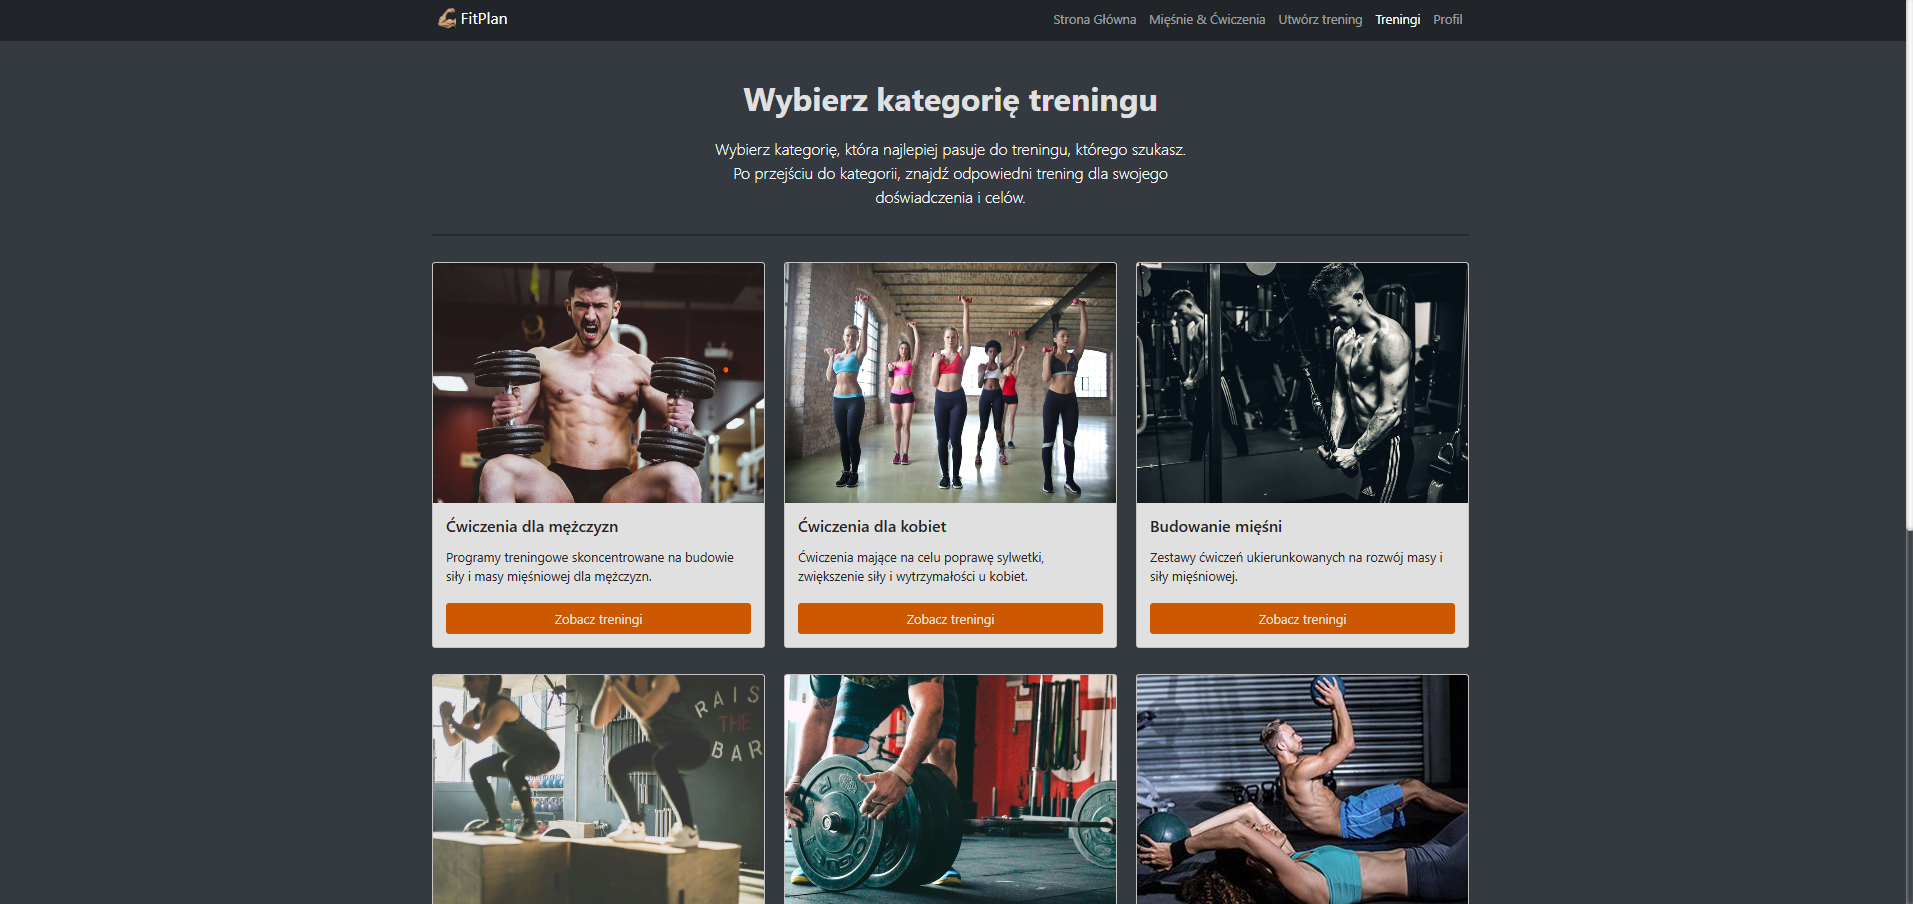 FitPlan
Strona Główna
Mięśnie & Ćwiczenia
Utwórz trening
Treningi
Profil
Wybierz kategorię treningu
Wybierz kategorię, która najlepiej pasuje do treningu, którego szukasz.
Po przejściu do kategorii, znajdź odpowiedni trening dla swojego
doświadczenia i celów.
Ćwiczenia dla mężczyzn
Programy treningowe skoncentrowane na budowie
siły i masy mięśniowej dla mężczyzn.
Zobacz treningi
Ćwiczenia dla kobiet
Ćwiczenia mające na celu poprawę sylwetki,
zwiększenie siły i wytrzymałości u kobiet.
Zobacz treningi
Budowanie mięśni
Zestawy ćwiczeń ukierunkowanych na rozwój masy i
siły mięśniowej.
Zobacz treningi
RAIS
THE
BAR